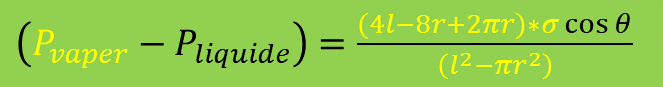 (P_vaper − P_liquide) = (4l−8r+2πr)*σ cos θ / (l²−πr²)